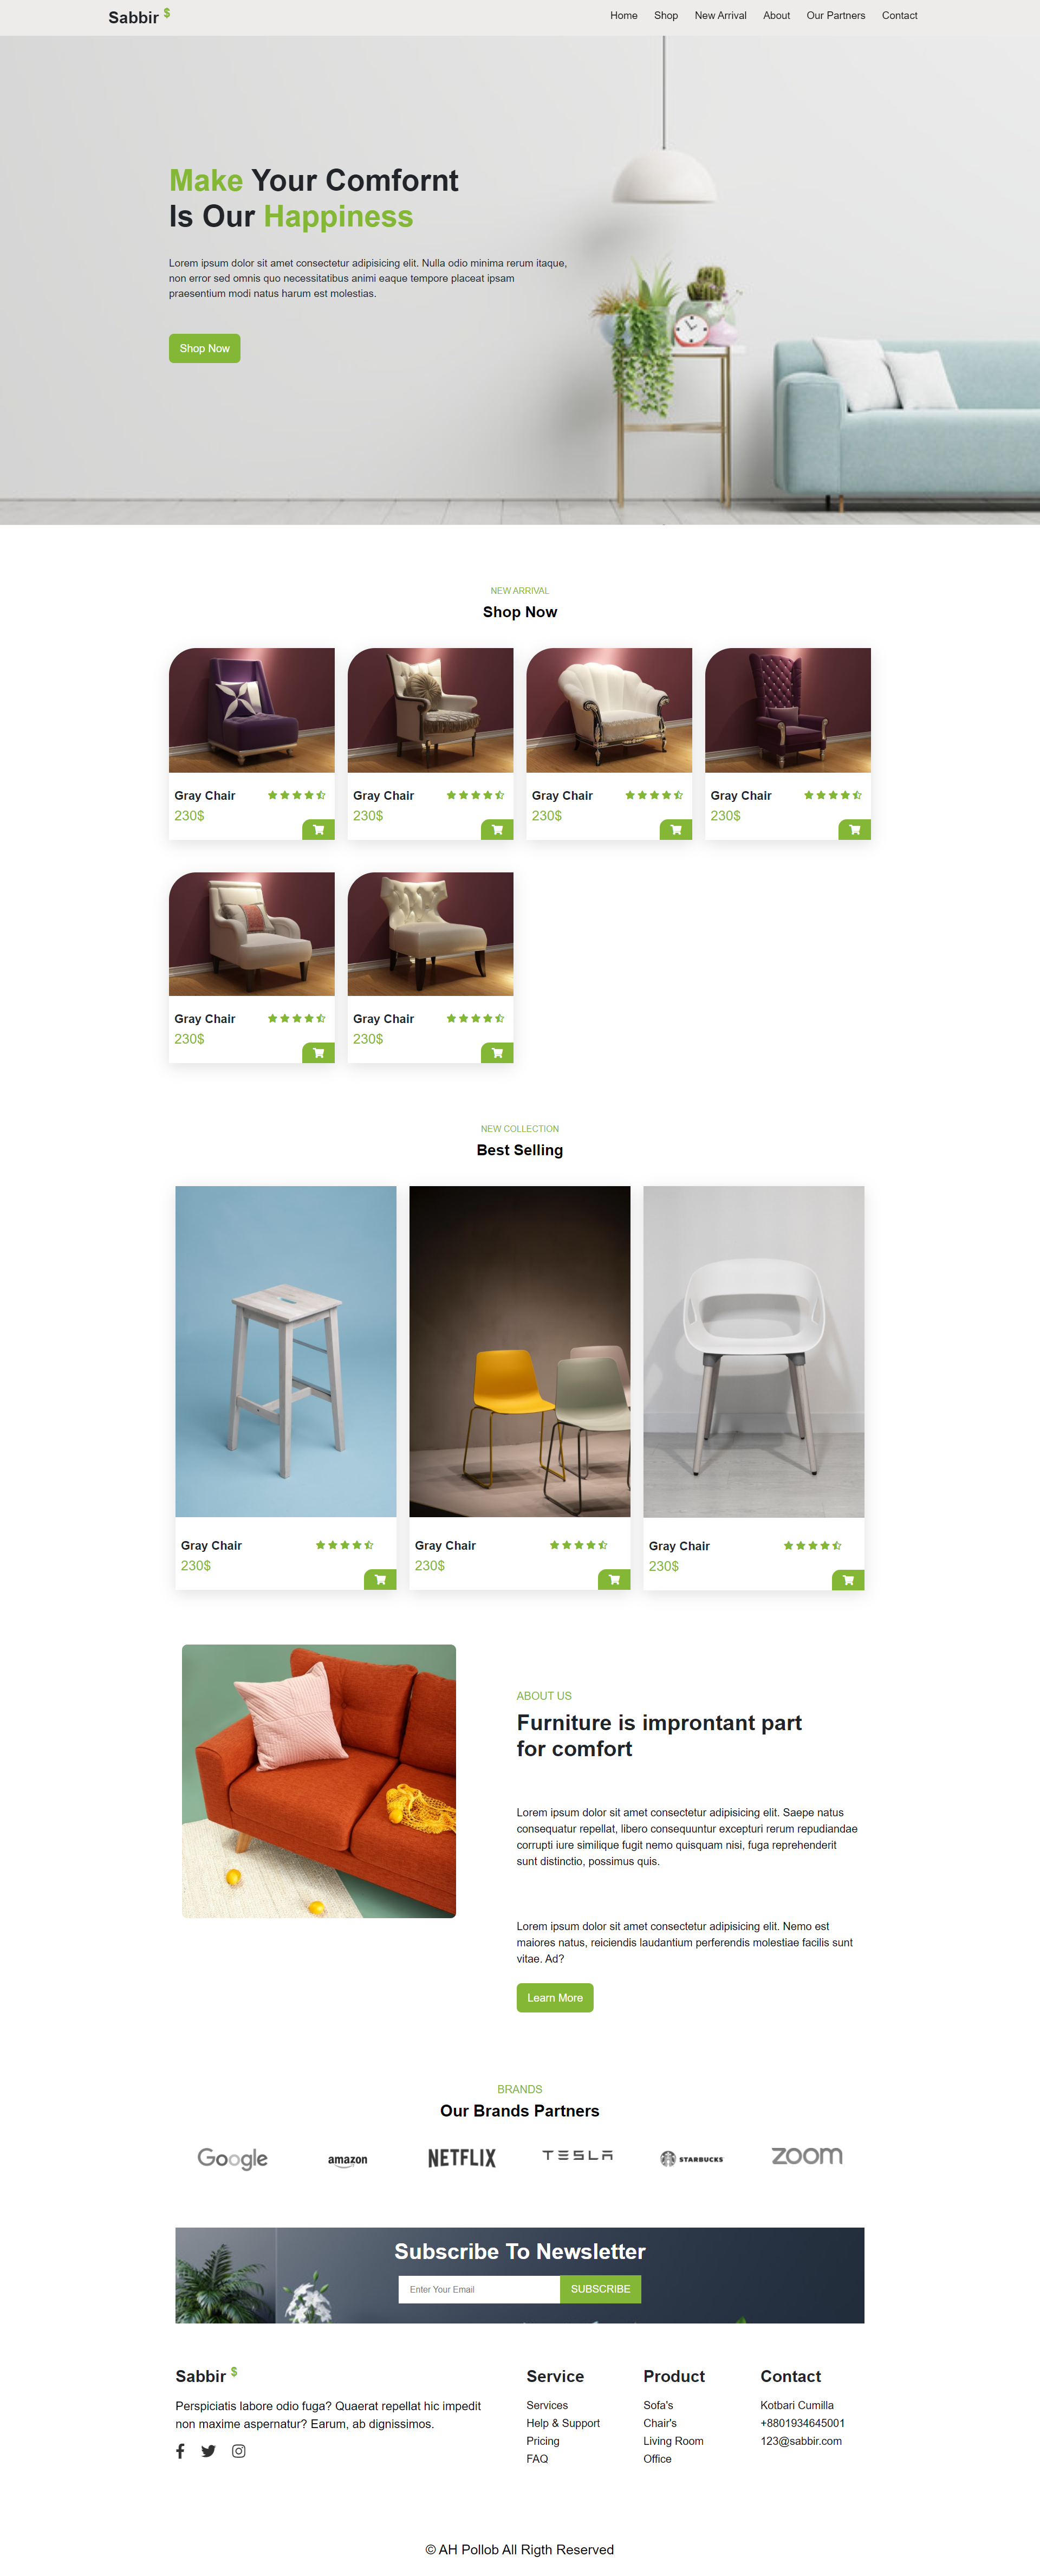 Sabbir $
Home Shop New Arrival About Our Partners Contact
Make Your Comfornt
Is Our Happiness
Lorem ipsum dolor sit amet consectetur adipisicing elit. Nulla odio minima rerum itaque,
non error sed omnis quo necessitatibus animi eaque tempore placeat ipsam
praesentium modi natus harum est molestias.
Shop Now
NEW ARRIVAL
Shop Now
Gray Chair
230$
Gray Chair
230$
Gray Chair
230$
Gray Chair
230$
Gray Chair
230$
Gray Chair
230$
NEW COLLECTION
Best Selling
Gray Chair
230$
Gray Chair
230$
Gray Chair
230$
ABOUT US
Furniture is improntant part
for comfort
Lorem ipsum dolor sit amet consectetur adipisicing elit. Saepe natus
consequatur repellat, libero consequuntur excepturi rerum repudiandae
corrupti iure similique fugit nemo quisquam nisi, fuga reprehenderit
sunt distinctio, possimus quis.
Lorem ipsum dolor sit amet consectetur adipisicing elit. Nemo est
maiores natus, reiciendis laudantium perferendis molestiae facilis sunt
vitae. Ad?
Learn More
BRANDS
Our Brands Partners
Google amazon NETFLIX TESLA STARBUCKS zoom
Subscribe To Newsletter
Enter Your Email SUBSCRIBE
Sabbir $
Perspiciatis labore odio fuga? Quaerat repellat hic impedit
non maxime aspernatur? Earum, ab dignissimos.
Service
Services
Help & Support
Pricing
FAQ
Product
Sofa's
Chair's
Living Room
Office
Contact
Kotbari Cumilla
+8801934645001
123@sabbir.com
© AH Pollob All Rigth Reserved